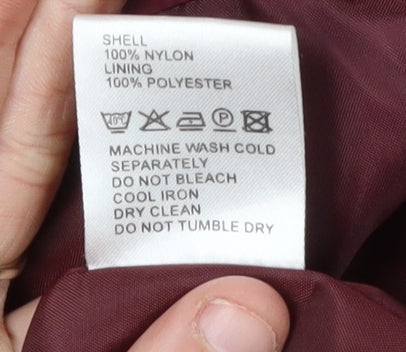 SHELL
100% NYLON
LINING
100% POLYESTER
40°C P
MACHINE WASH COLD
SEPARATELY
DO NOT BLEACH
COOL IRON
DRY CLEAN
DO NOT TUMBLE DRY